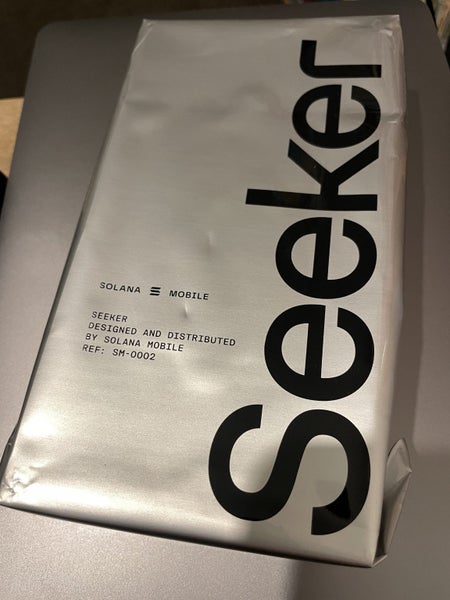 Seeker
SOLANA MOBILE
SEEKER
DESIGNED AND DISTRIBUTED
BY SOLANA MOBILE
REF: SM-0002